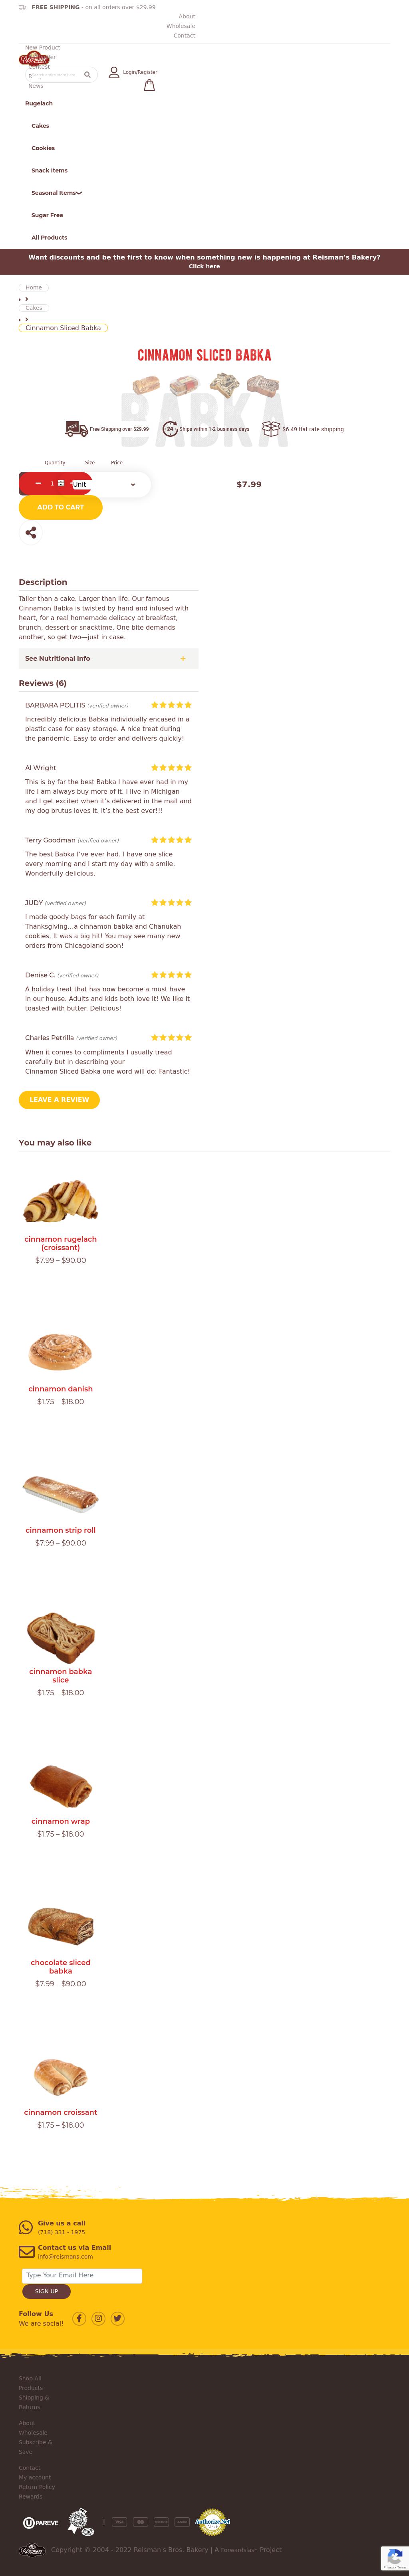 FREE SHIPPING - on all orders over $29.99
About
Wholesale
Contact
New Product
News
Reisman's
Login/Register
Rugelach
Cakes
Cookies
Snack Items
Seasonal Items
Sugar Free
All Products
Want discounts and be the first to know when something new is happening at Reisman’s Bakery?
Click here
Home
Cakes
Cinnamon Sliced Babka
CINNAMON SLICED BABKA
BABKA
Free Shipping over $29.99
24
Ships within 1-2 business days
$6.49 flat rate shipping
Quantity Size Price
1
Unit
$7.99
ADD TO CART
Description
Taller than a cake. Larger than life. Our famous
Cinnamon Babka is twisted by hand and infused with
heart, for a real homemade delicacy at breakfast,
brunch, dessert or snacktime. One bite demands
another, so get two—just in case.
See Nutritional Info +
Reviews (6)
BARBARA POLITIS (verified owner)
Incredibly delicious Babka individually encased in a
plastic case for easy storage. A nice treat during
the pandemic. Easy to order and delivers quickly!
Al Wright
This is by far the best Babka I have ever had in my
life I am always buy more of it. I live in Michigan
and I get excited when it’s delivered in the mail and
my dog brutus loves it. It’s the best ever!!!
Terry Goodman (verified owner)
The best Babka I’ve ever had. I have one slice
every morning and I start my day with a smile.
Wonderfully delicious.
JUDY (verified owner)
I made goody bags for each family at
Thanksgiving…a cinnamon babka and Chanukah
cookies. It was a big hit! You may see many new
orders from Chicagoland soon!
Denise C. (verified owner)
A holiday treat that has now become a must have
in our house. Adults and kids both love it! We like it
toasted with butter. Delicious!
Charles Petrilla (verified owner)
When it comes to compliments I usually tread
carefully but in describing your
Cinnamon Sliced Babka one word will do: Fantastic!
LEAVE A REVIEW
You may also like
cinnamon rugelach
(croissant)
$7.99 – $90.00
cinnamon danish
$1.75 – $18.00
cinnamon strip roll
$7.99 – $90.00
cinnamon babka
slice
$1.75 – $18.00
cinnamon wrap
$1.75 – $18.00
chocolate sliced
babka
$7.99 – $90.00
cinnamon croissant
$1.75 – $18.00
Give us a call
(718) 331 - 1975
Contact us via Email
info@reismans.com
Type Your Email Here
SIGN UP
Follow Us
We are social!
Shop All
Products
Shipping &
Returns
About
Wholesale
Subscribe &
Save
Contact
My account
Return Policy
Rewards
PAREVE
VISA
Authorize.Net
Click
Copyright © 2004 - 2022 Reisman's Bros. Bakery | A Forwardslash Project
Privacy - Terms